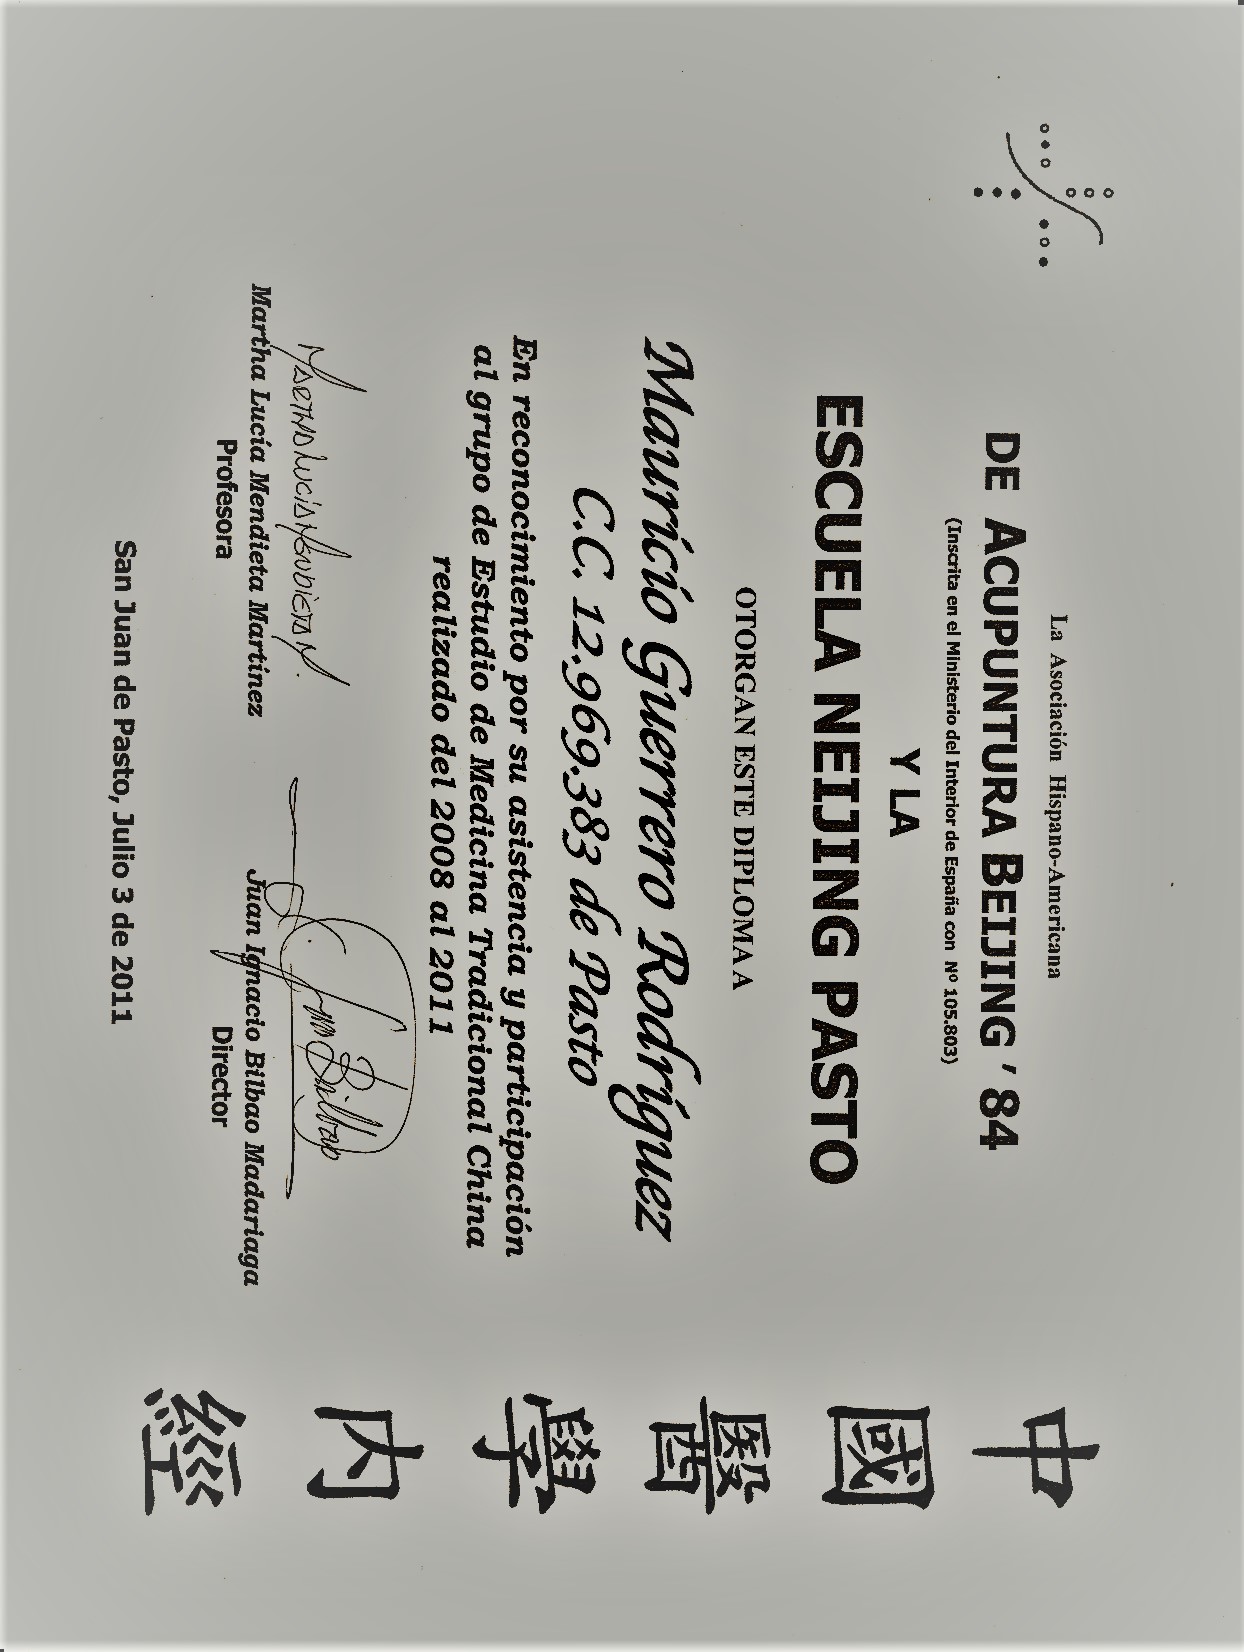 La Asociación Hispano-Americana
DE ACUPUNTURA BEIJING ' 84
(Inscrita en el Ministerio del Interior de España con Nº 105.803)
Y LA
ESCUELA NEIJING PASTO
OTORGAN ESTE DIPLOMA A
Mauricio Guerrero Rodríguez
C.C. 12.969.383 de Pasto
En reconocimiento por su asistencia y participación
al grupo de Estudio de Medicina Tradicional China
realizado del 2008 al 2011
Martha Lucía Mendieta M.
Juan Bilbao
Martha Lucía Mendieta Martínez
Profesora
Juan Ignacio Bilbao Madariaga
Director
San Juan de Pasto, Julio 3 de 2011
中國醫學內經